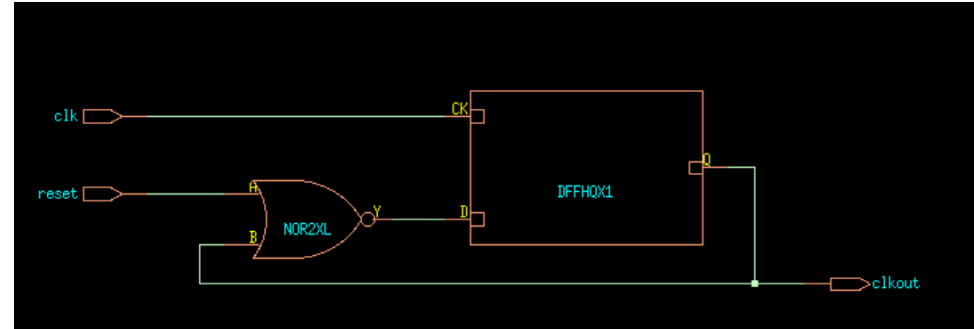 CK
clk
Q
A
reset
DFFHQX1
Y
D
NOR2XL
B
clkout